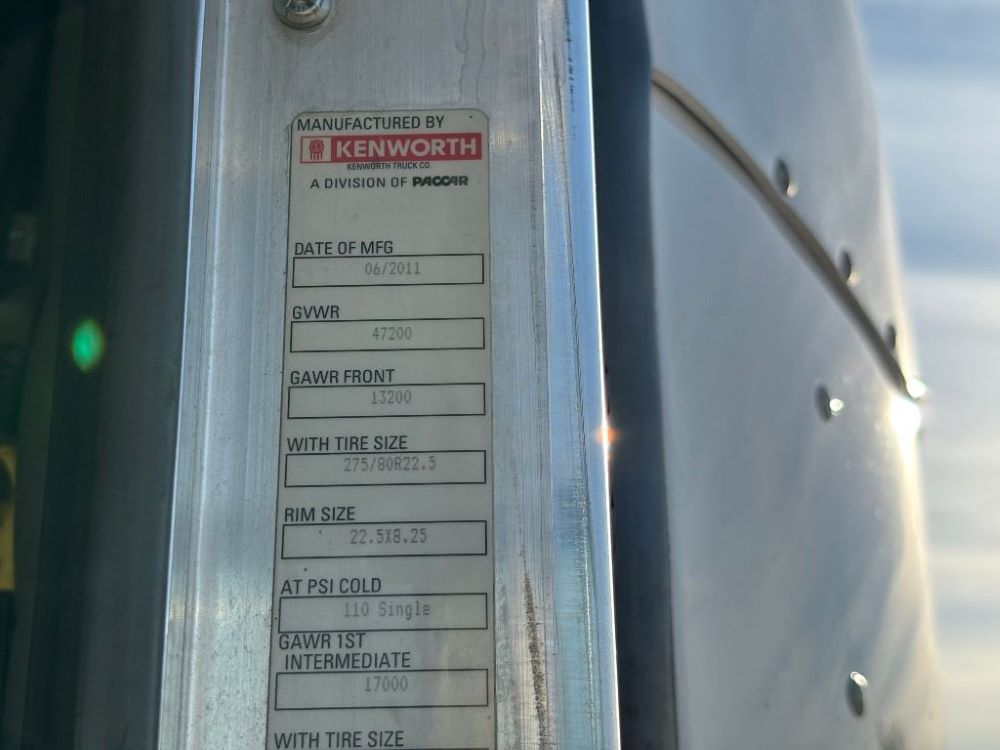 MANUFACTURED BY
KENWORTH
KENWORTH TRUCK CO.
A DIVISION OF PACCAR
DATE OF MFG
06/2011
GVWR
47200
GAWR FRONT
13200
WITH TIRE SIZE
275/80R22.5
RIM SIZE
22.5X8.25
AT PSI COLD
110 Single
GAWR 1ST
INTERMEDIATE
17000
WITH TIRE SIZE